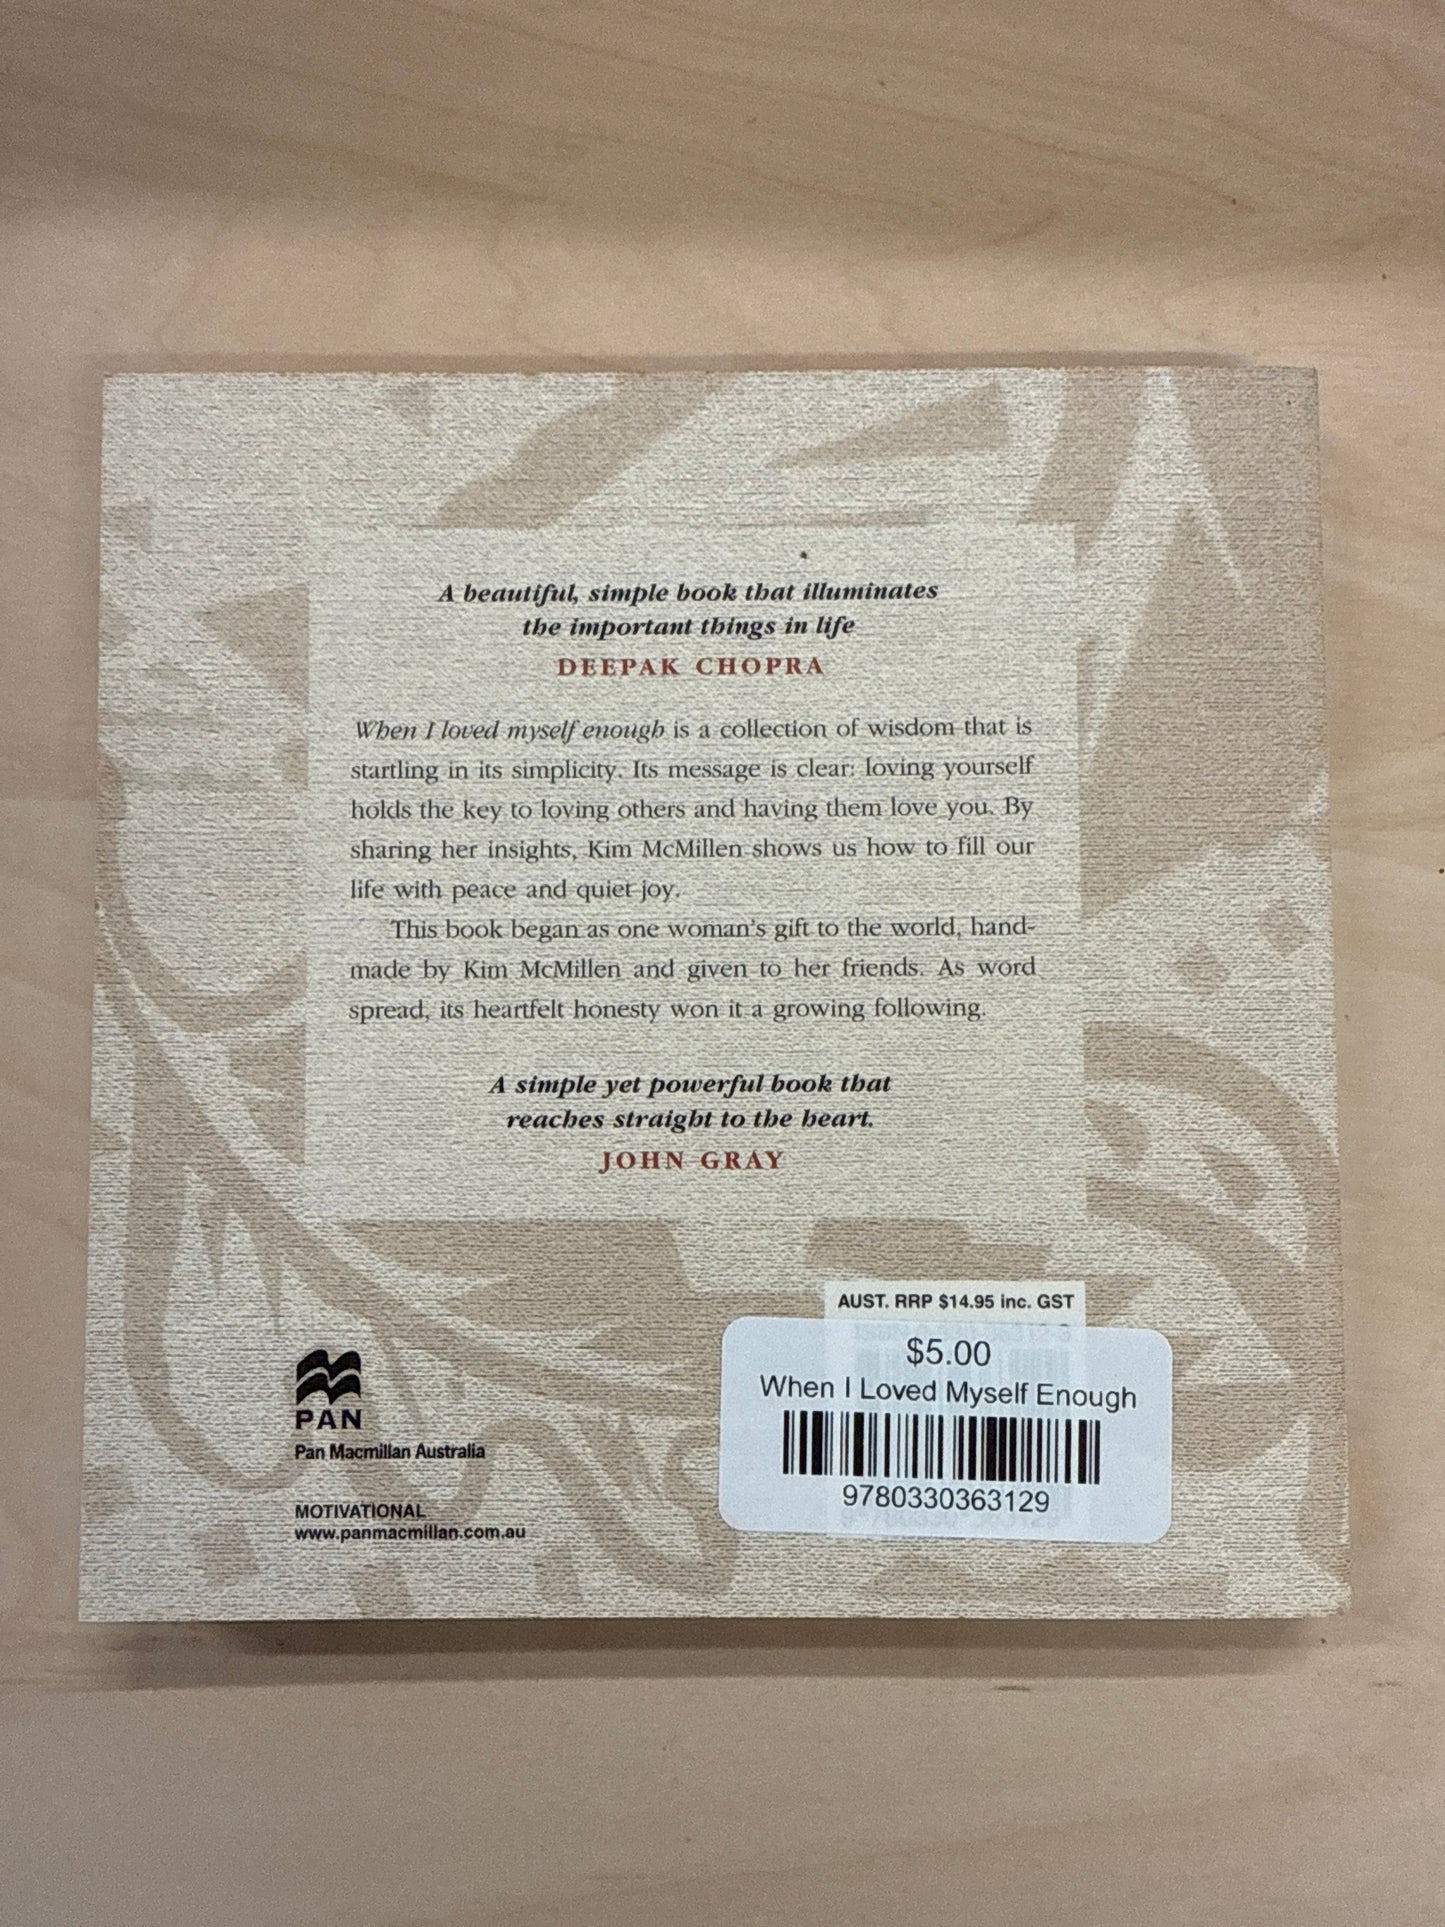 A beautiful, simple book that illuminates
the important things in life
DEEPAK CHOPRA
When I loved myself enough is a collection of wisdom that is
startling in its simplicity. Its message is clear: loving yourself
holds the key to loving others and having them love you. By
sharing her insights, Kim McMillen shows us how to fill our
life with peace and quiet joy.
This book began as one woman's gift to the world, hand-
made by Kim McMillen and given to her friends. As word
spread, its heartfelt honesty won it a growing following.
A simple yet powerful book that
reaches straight to the heart.
JOHN GRAY
AUST. RRP $14.95 inc. GST
$5.00
When I Loved Myself Enough
9780330363129
PAN
Pan Macmillan Australia
MOTIVATIONAL
www.panmacmillan.com.au